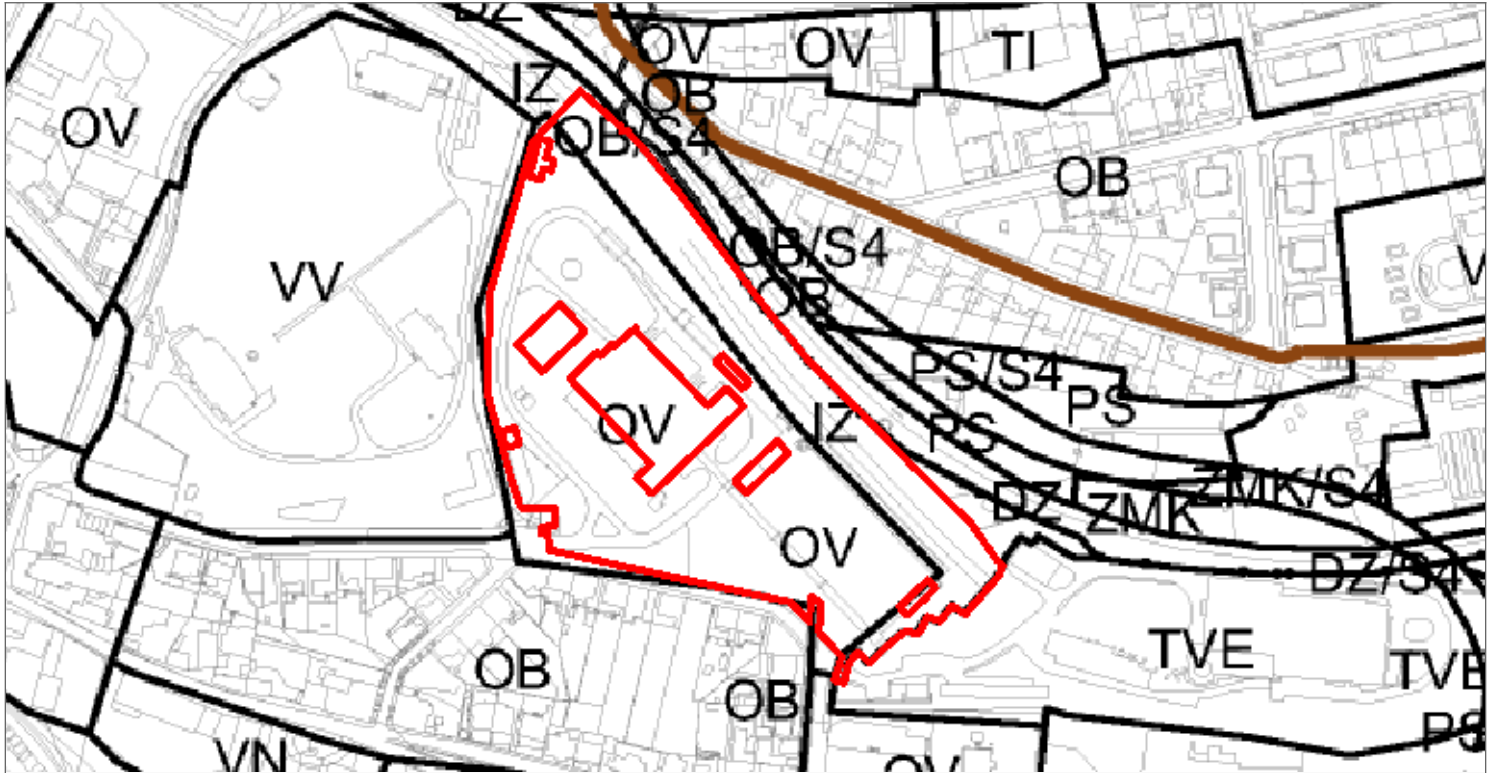 DZ
OV
OV
TI
IZ
OB
OV
OB/S4
OB
OB/S4
VV
OB
PS/S4
PS
OV
IZ
PS
ZMK/S4
DZ
ZMK
OV
DZ/S4
TVE
OB
TVE
OB
PS
VN
OV